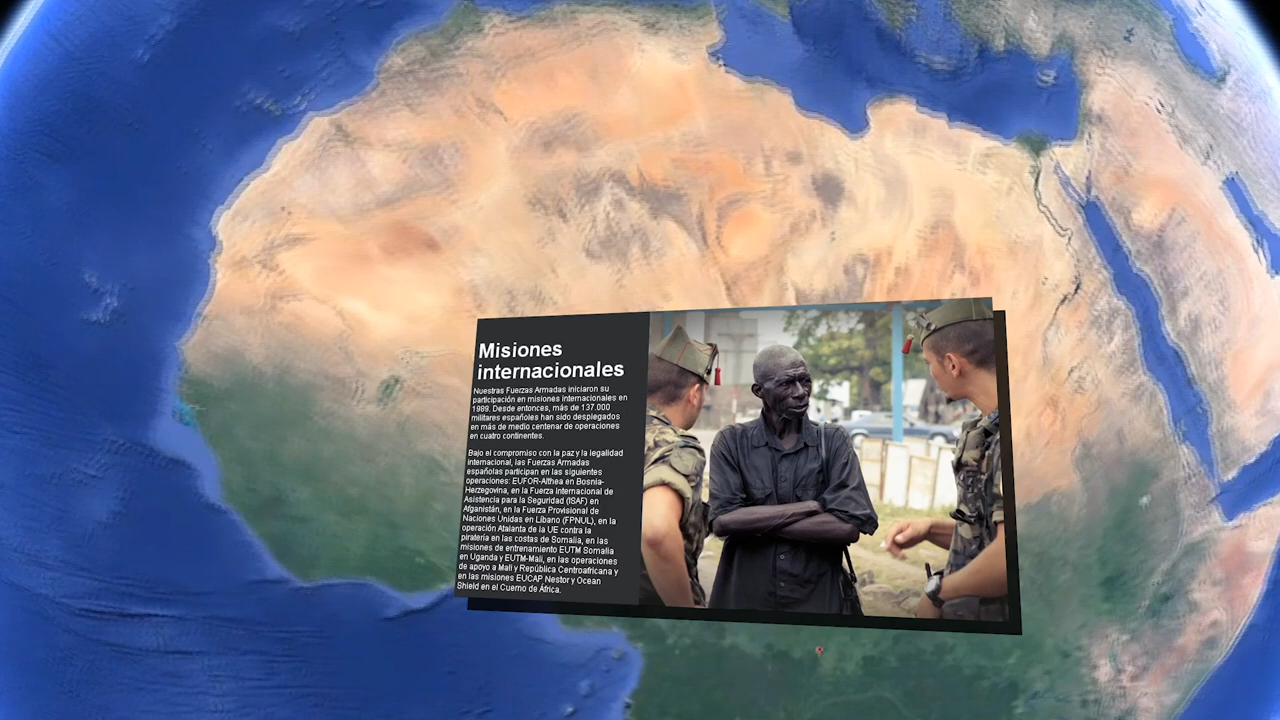 Misiones
internacionales
Nuestras Fuerzas Armadas iniciaron su
participación en misiones internacionales en
1989. Desde entonces, más de 137.000
militares españoles han sido desplegados
en más de medio centenar de operaciones
en cuatro continentes.
Bajo el compromiso con la paz y la legalidad
internacional, las Fuerzas Armadas
españolas participan en las siguientes
operaciones: EUFOR-Althea en Bosnia-
Herzegovina, en la Fuerza Internacional de
Asistencia para la Seguridad (ISAF) en
Afganistán, en la Fuerza Provisional de
Naciones Unidas en Líbano (FPNUL), en la
operación Atalanta de la UE contra la
piratería en las costas de Somalia, en las
misiones de entrenamiento EUTM Somalia
en Uganda y EUTM-Mali, en las operaciones
de apoyo a Mali y República Centroafricana y
en las misiones EUCAP Nestor y Ocean
Shield en el Cuerno de África.